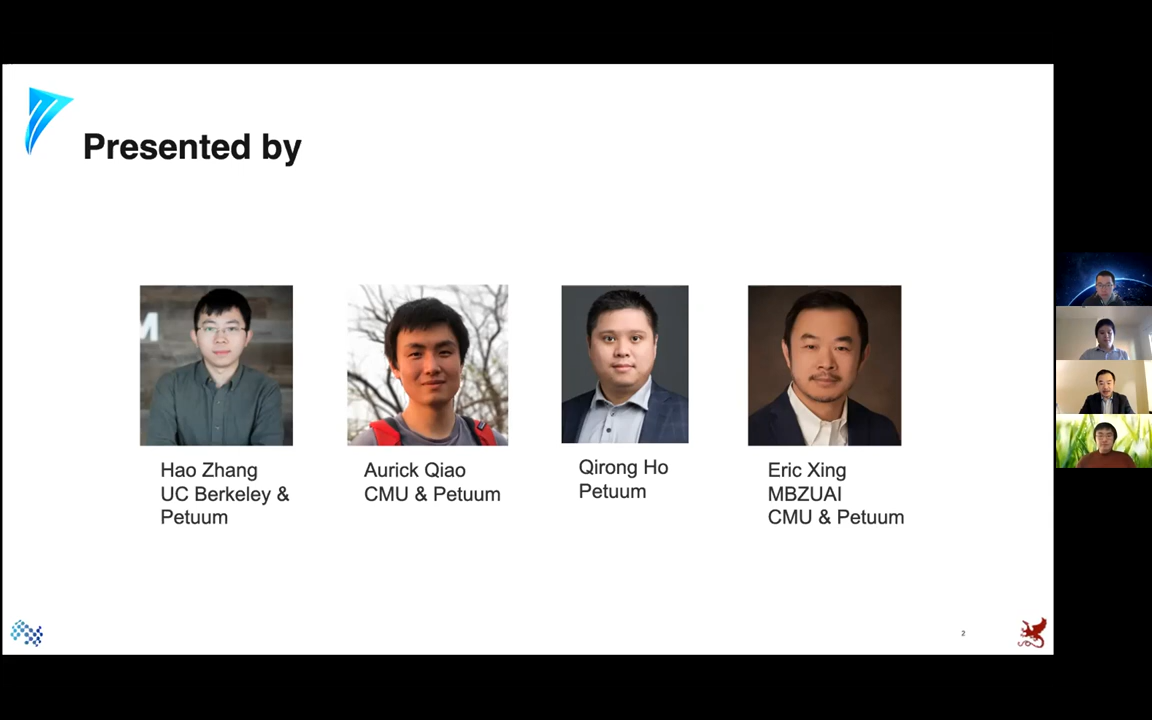 Presented by
M
Hao Zhang
UC Berkeley &
Petuum
Aurick Qiao
CMU & Petuum
Qirong Ho
Petuum
Eric Xing
MBZUAI
CMU & Petuum
2